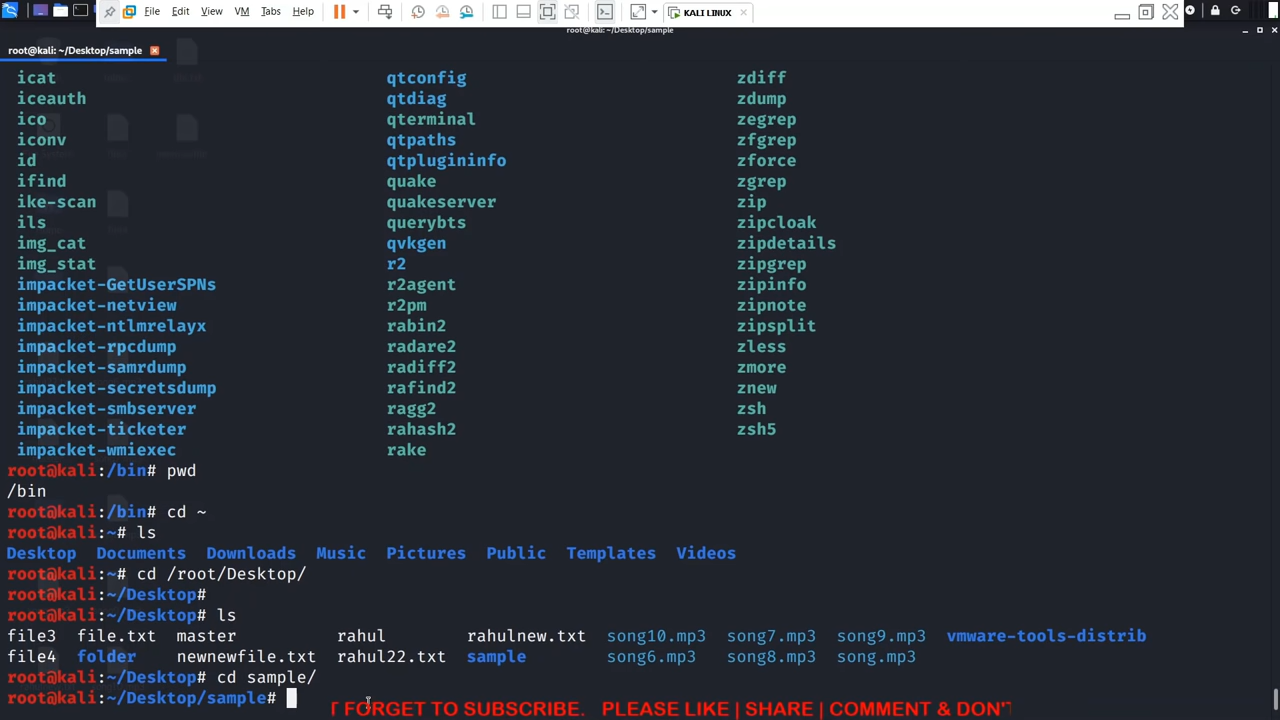 File Edit View VM Tabs Help KALI LINUX
root@kali: ~/Desktop/sample
root@kali: ~/Desktop/sample
icat qtconfig zdiff
iceauth qtdiag zdump
ico qterminal zegrep
iconv qtpaths zfgrep
id qtplugininfo zforce
ifind quake zgrep
ike-scan quakeserver zip
ils querybts zipcloak
img_cat qvkgen zipdetails
img_stat r2 zipgrep
impacket-GetUserSPNs r2agent zipinfo
impacket-netview r2pm zipnote
impacket-ntlmrelayx rabin2 zipsplit
impacket-rpcdump radare2 zless
impacket-samrdump radiff2 zmore
impacket-secretsdump rafind2 znew
impacket-smbserver ragg2 zsh
impacket-ticketer rahash2 zsh5
impacket-wmiexec rake
root@kali:/bin# pwd
/bin
root@kali:/bin# cd ~
root@kali:~# ls
Desktop Documents Downloads Music Pictures Public Templates Videos
root@kali:~# cd /root/Desktop/
root@kali:~/Desktop#
root@kali:~/Desktop# ls
file3 file.txt master rahul rahulnew.txt song10.mp3 song7.mp3 song9.mp3 vmware-tools-distrib
file4 folder newnewfile.txt rahul22.txt sample song6.mp3 song8.mp3 song.mp3
root@kali:~/Desktop# cd sample/
root@kali:~/Desktop/sample#
T FORGET TO SUBSCRIBE. PLEASE LIKE | SHARE | COMMENT & DON'